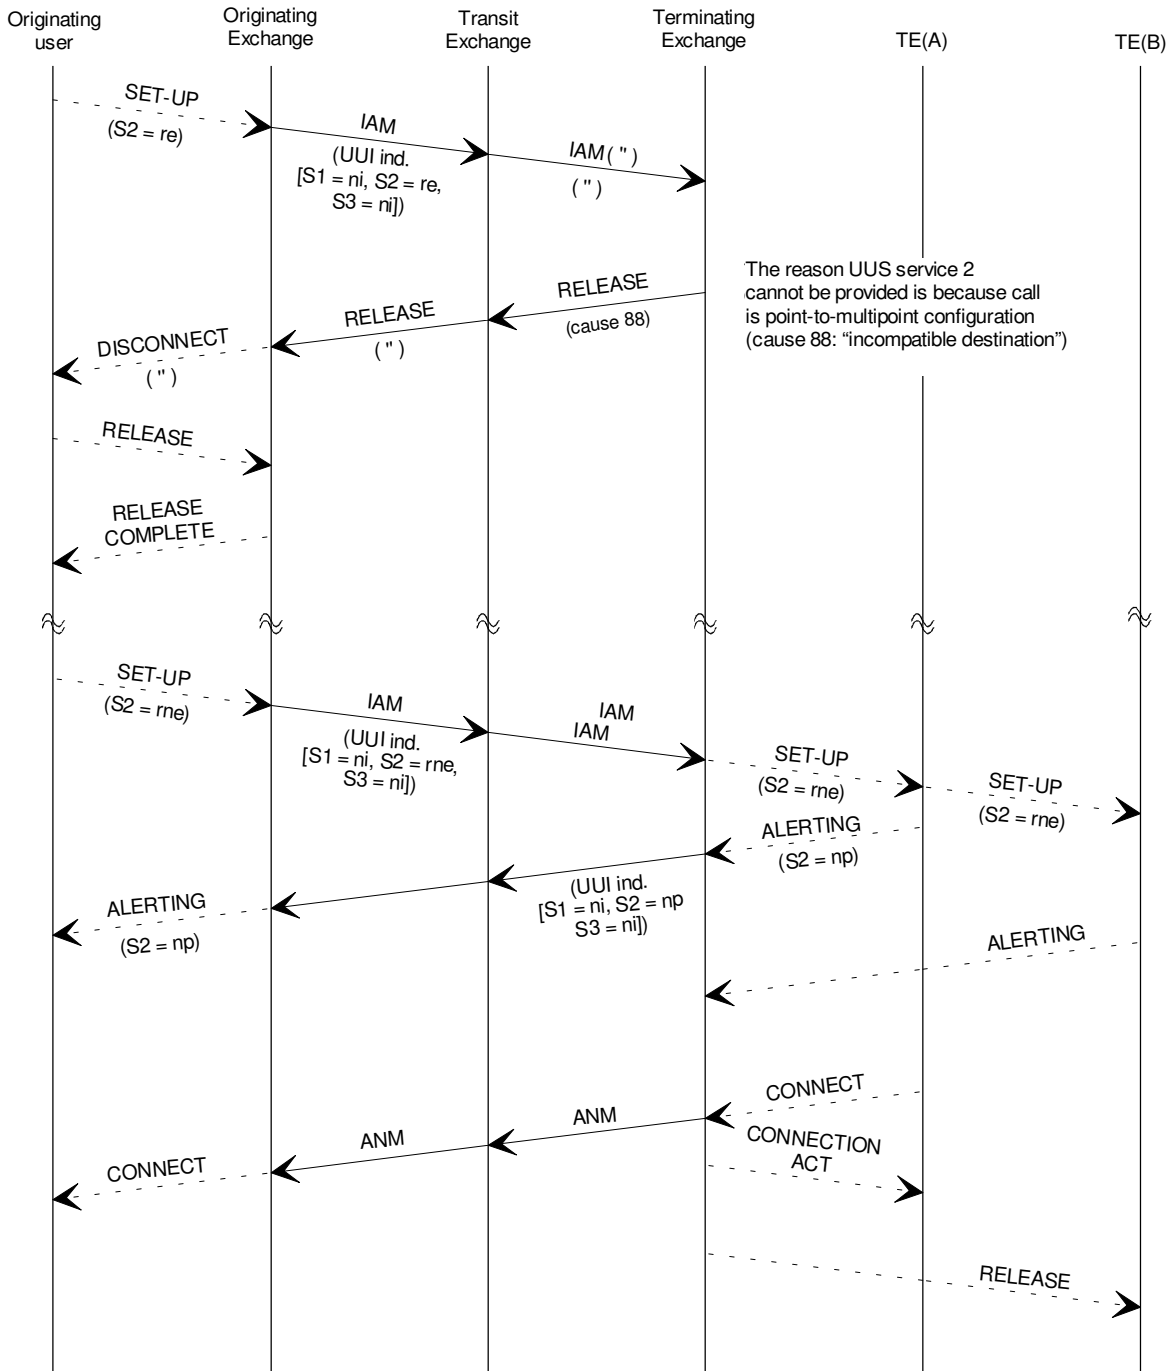 Originating
user
Originating
Exchange
Transit
Exchange
Terminating
Exchange
TE(A)
TE(B)
SET-UP
(S2 = re)
IAM
(UUI ind.
[S1 = ni, S2 = re,
S3 = ni])
IAM ( " )
( " )
The reason UUS service 2
cannot be provided is because call
is point-to-multipoint configuration
(cause 88: “incompatible destination”)
RELEASE
(cause 88)
RELEASE
( " )
DISCONNECT
( " )
RELEASE
RELEASE
COMPLETE
SET-UP
(S2 = rne)
IAM
(UUI ind.
[S1 = ni, S2 = rne,
S3 = ni])
IAM
IAM
SET-UP
(S2 = rne)
SET-UP
(S2 = rne)
ALERTING
(S2 = np)
(UUI ind.
[S1 = ni, S2 = np
S3 = ni])
ALERTING
(S2 = np)
ALERTING
CONNECT
ANM
ANM
CONNECT
CONNECTION
ACT
RELEASE